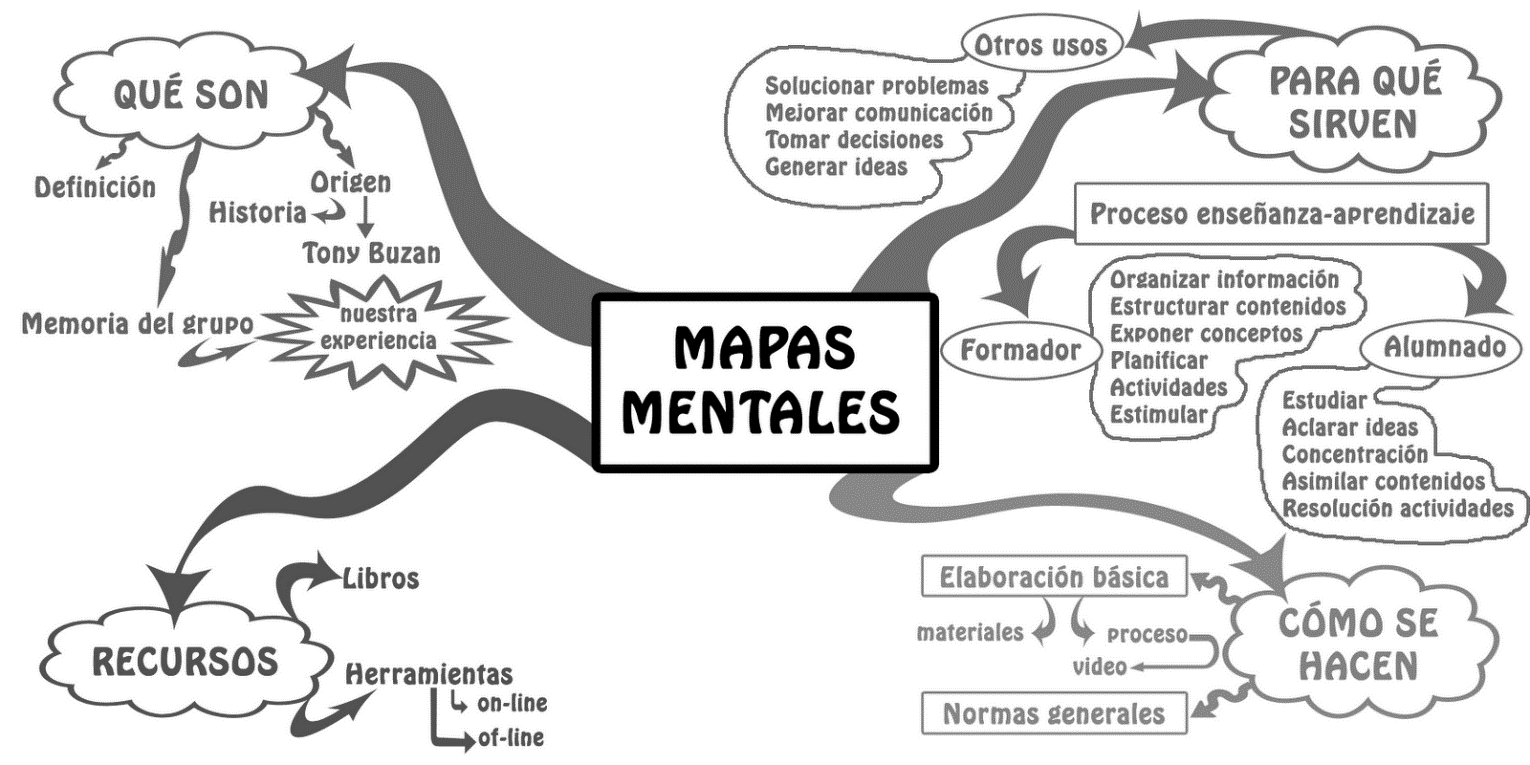 MAPAS
MENTALES
QUÉ SON
Definición
Origen
Historia
Tony Buzan
Memoria del grupo
nuestra
experiencia
PARA QUÉ
SIRVEN
Otros usos
Solucionar problemas
Mejorar comunicación
Tomar decisiones
Generar ideas
Proceso enseñanza-aprendizaje
Formador
Organizar información
Estructurar contenidos
Exponer conceptos
Planificar
Actividades
Estimular
Alumnado
Estudiar
Aclarar ideas
Concentración
Asimilar contenidos
Resolución actividades
RECURSOS
Libros
Herramientas
on-line
of-line
CÓMO SE
HACEN
Elaboración básica
materiales
proceso
video
Normas generales